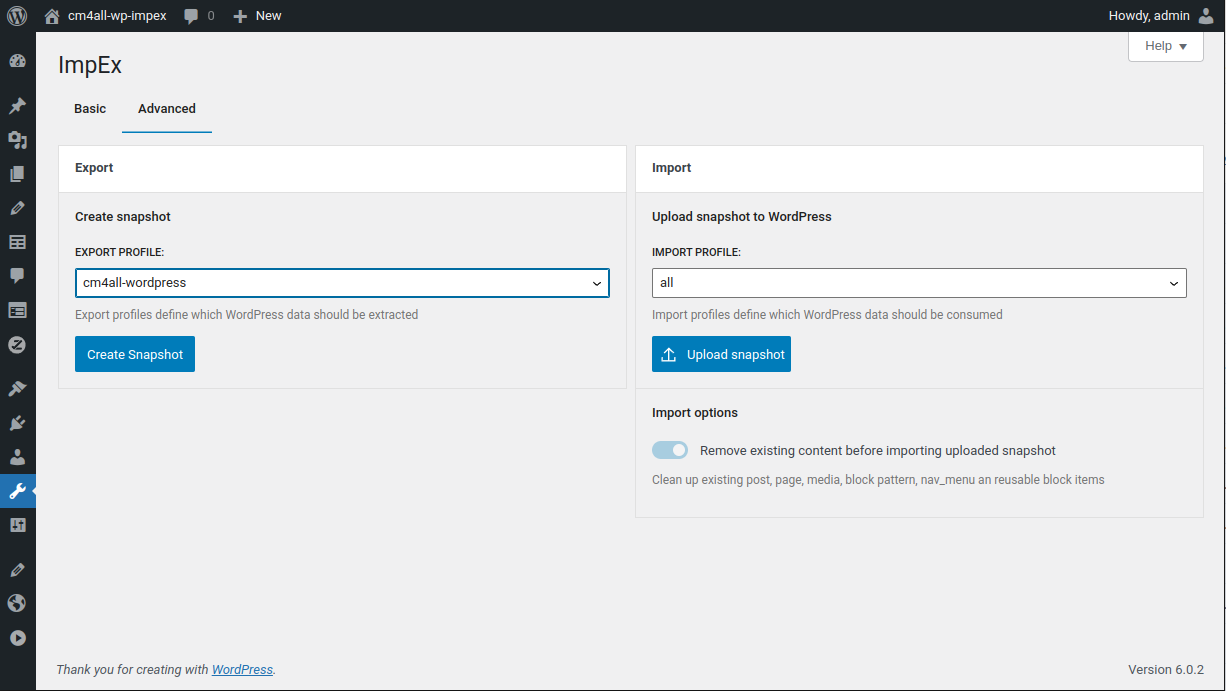 cm4all-wp-impex 0 New Howdy, admin
Help
ImpEx
Basic Advanced
Export
Create snapshot
EXPORT PROFILE:
cm4all-wordpress
Export profiles define which WordPress data should be extracted
Create Snapshot
Import
Upload snapshot to WordPress
IMPORT PROFILE:
all
Import profiles define which WordPress data should be consumed
Upload snapshot
Import options
Remove existing content before importing uploaded snapshot
Clean up existing post, page, media, block pattern, nav_menu an reusable block items
Thank you for creating with WordPress. Version 6.0.2